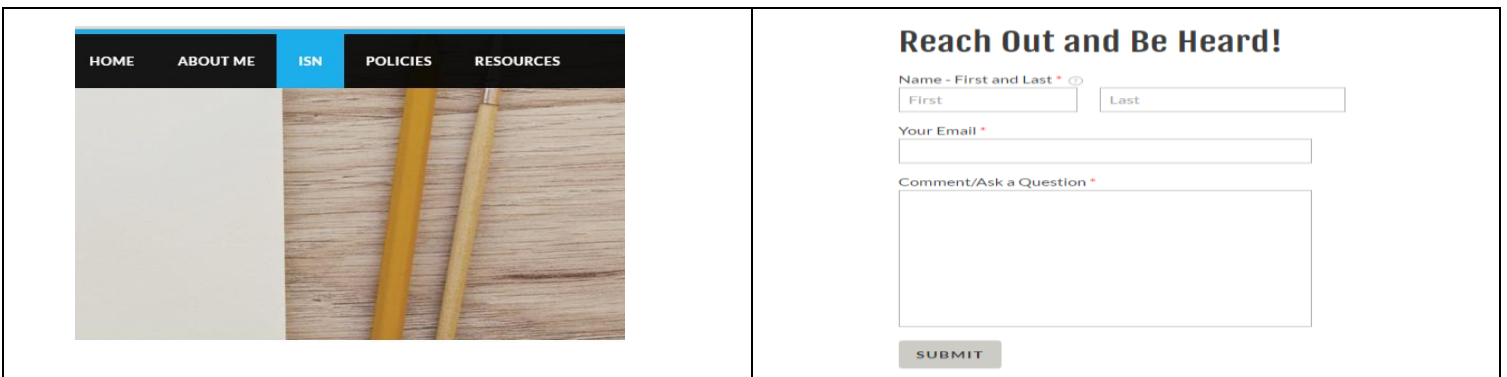 HOME ABOUT ME ISN POLICIES RESOURCES
Reach Out and Be Heard!
Name - First and Last * ?
First Last
Your Email *
Comment/Ask a Question *
SUBMIT